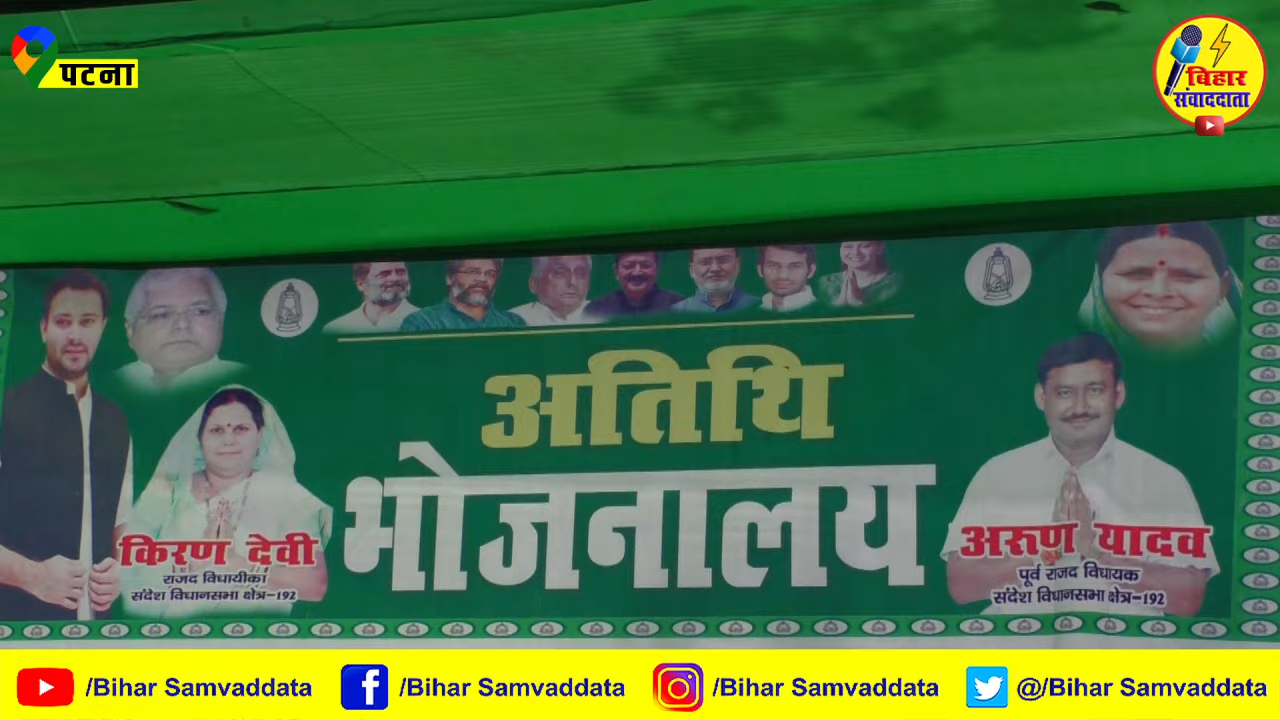 पटना
बिहार
संवाददाता
अतिथि
भोजनालय
किरण देवी
राजद विधायीका
संदेश विधानसभा क्षेत्र-192
अरुण यादव
पूर्व राजद विधायक
संदेश विधानसभा क्षेत्र-192
/Bihar Samvaddata
/Bihar Samvaddata
/Bihar Samvaddata
@/Bihar Samvaddata